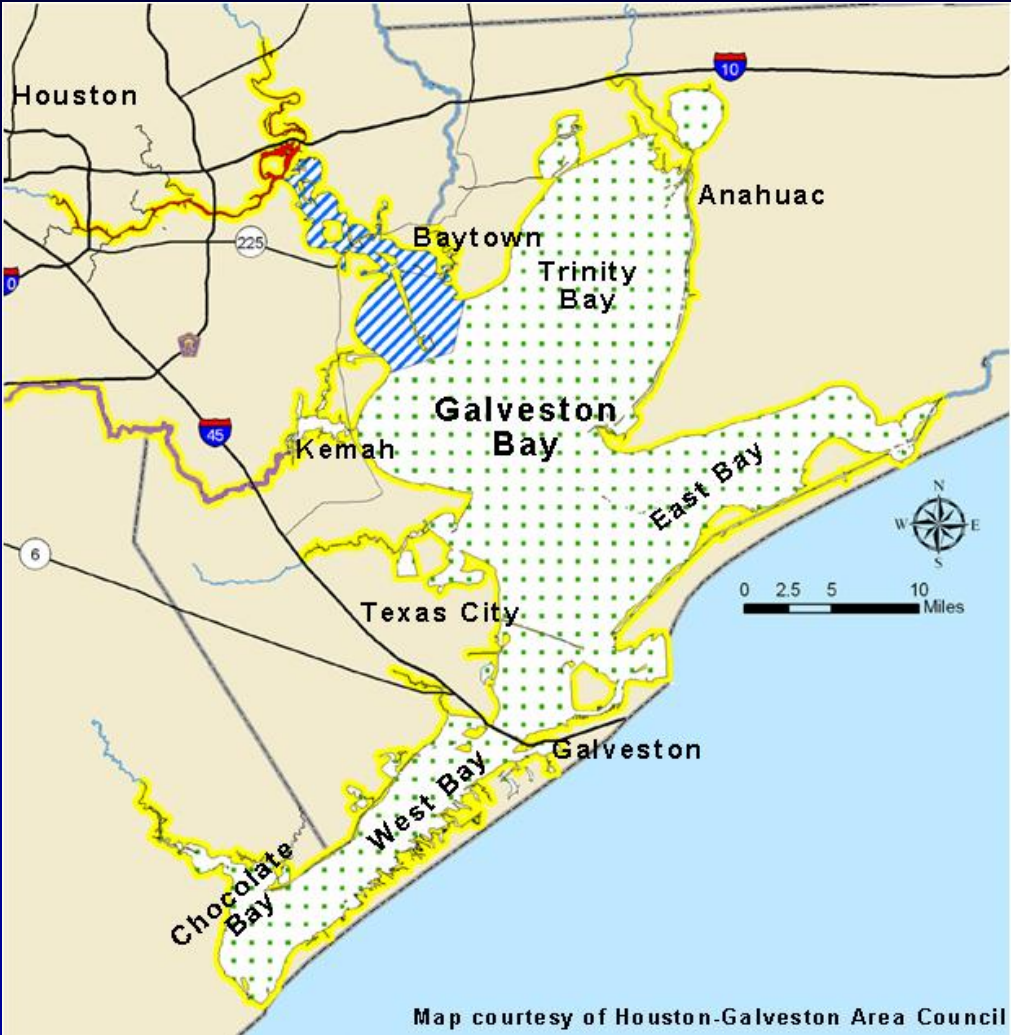 10
Houston
Anahuac
225
Baytown
Trinity
Bay
0
Galveston
Bay
45
Kemah
East Bay
N
W
E
S
6
0 2.5 5 10
Miles
Texas City
Galveston
West Bay
Chocolate
Bay
Map courtesy of Houston-Galveston Area Council